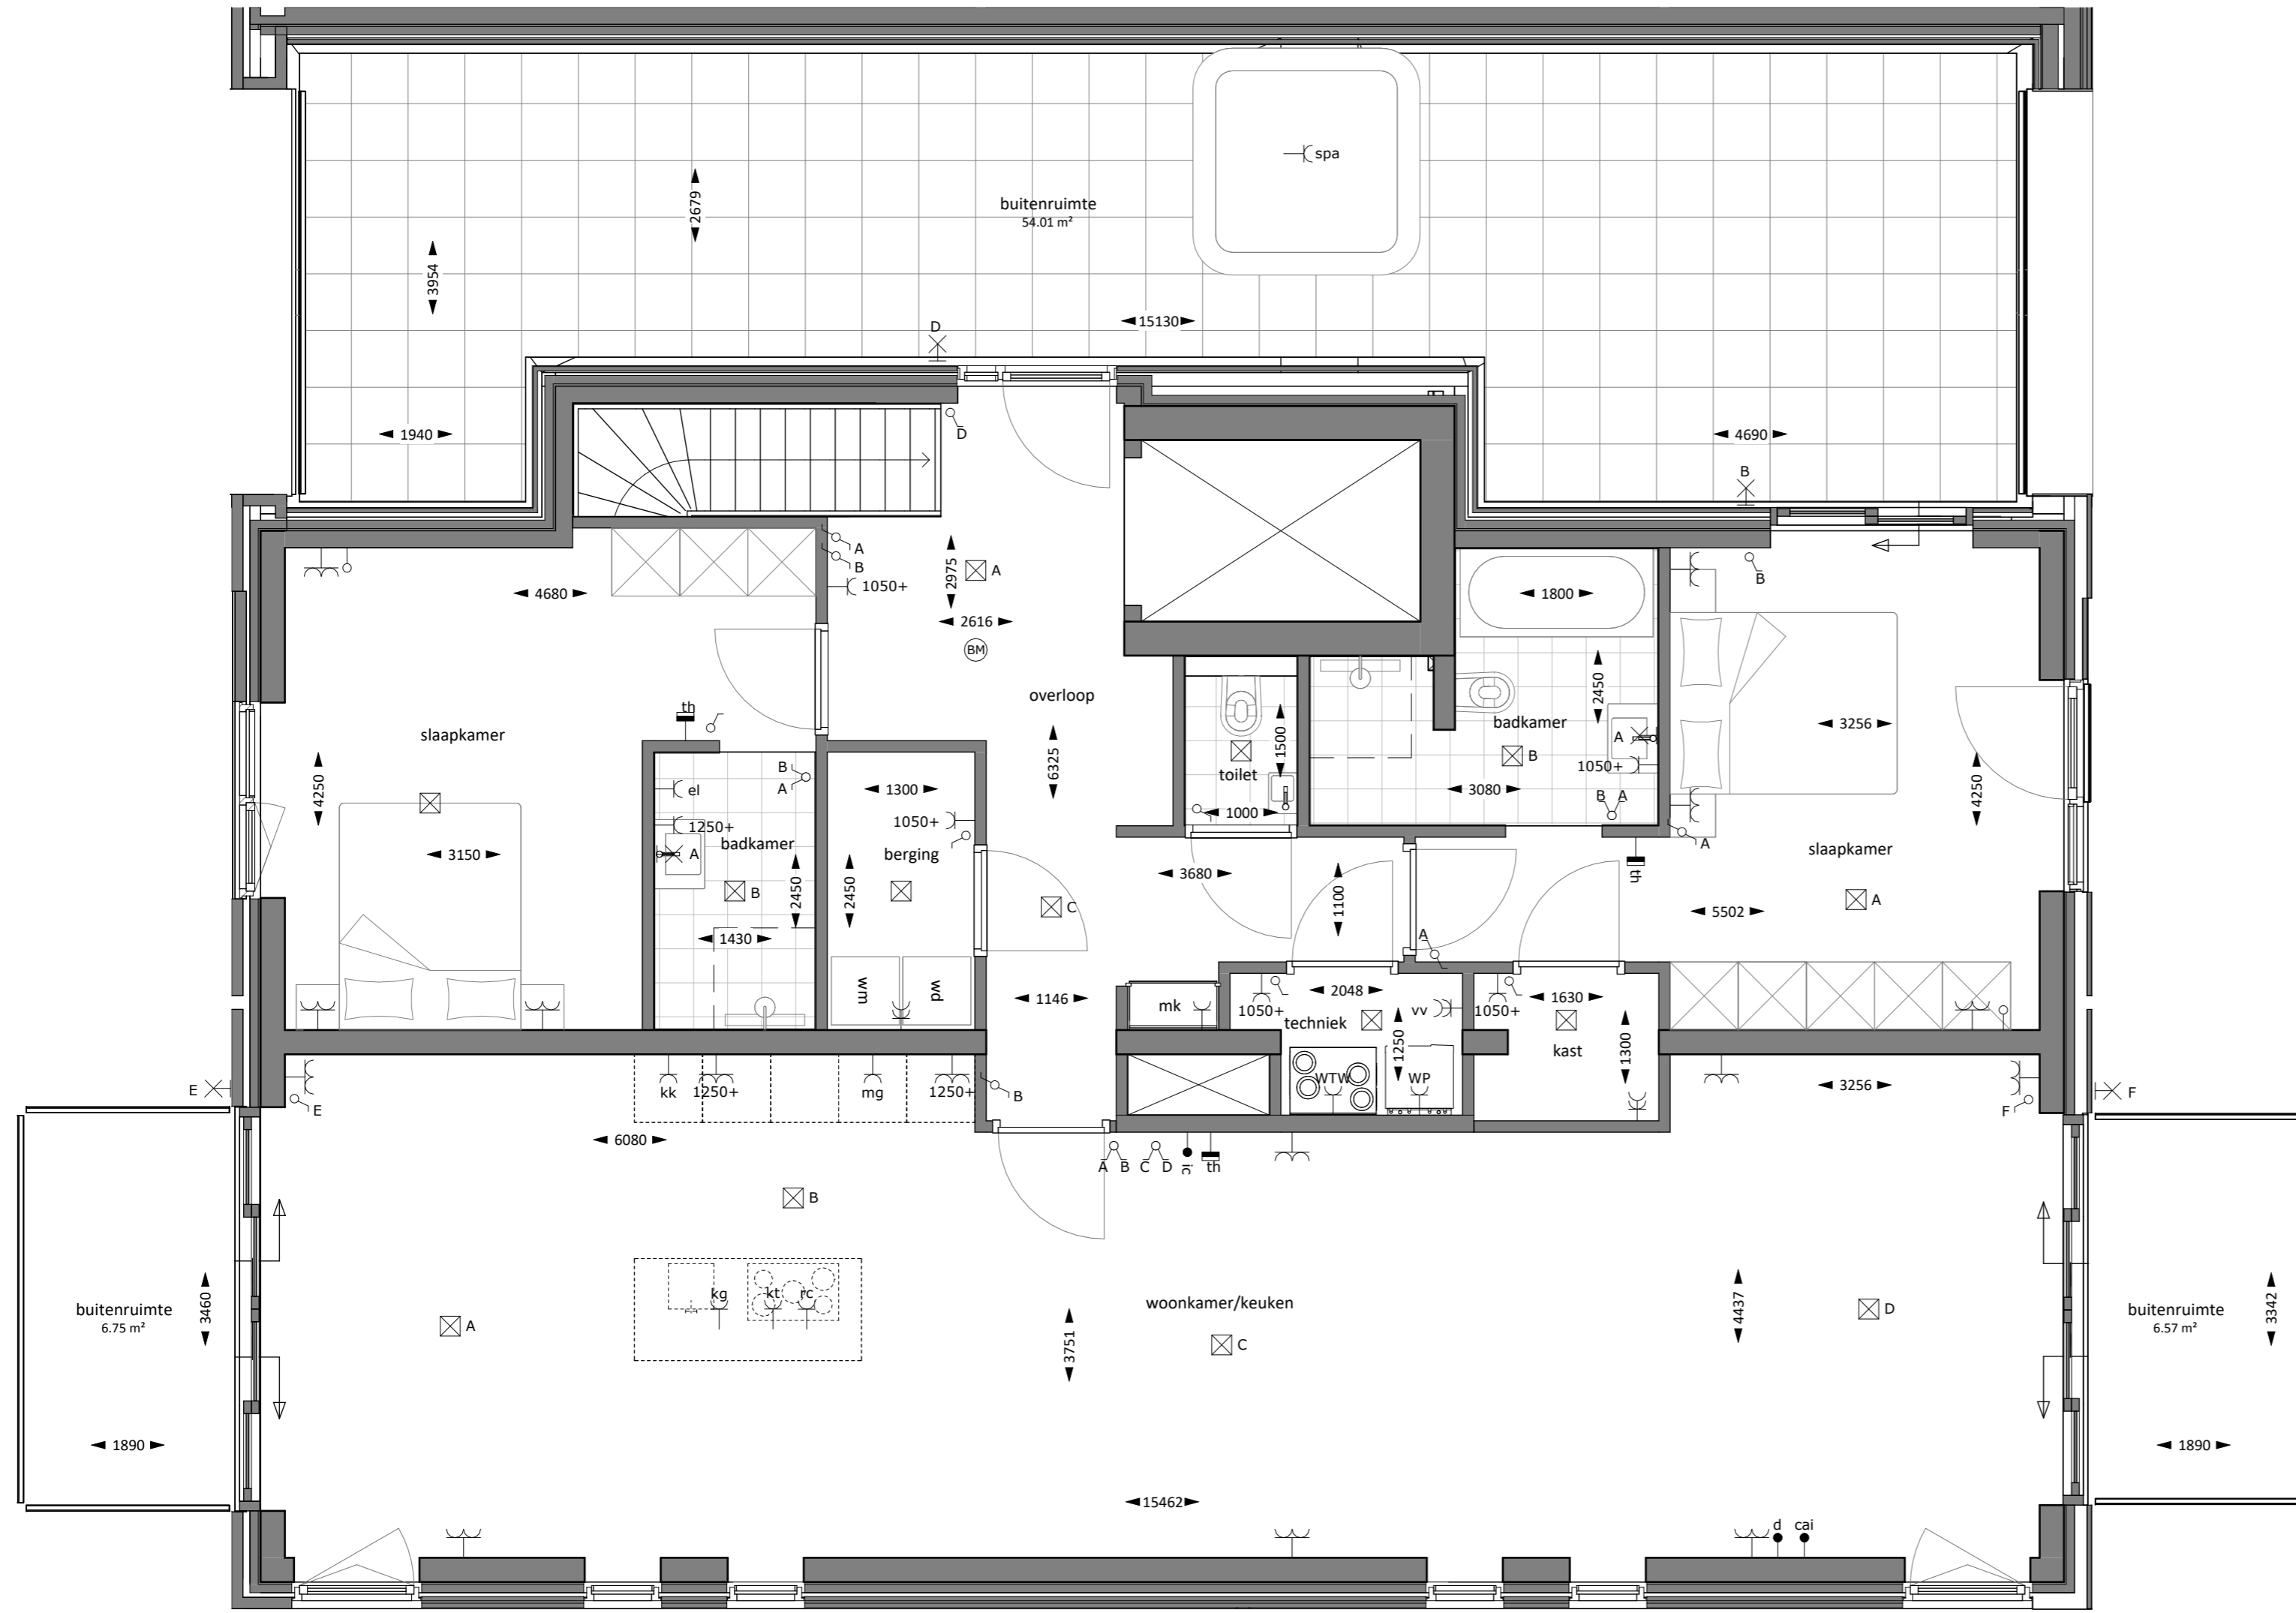 spa
buitenruimte
54.01 m²
2679
3954
15130
D
1940
4690
D
B
A
B
1050+
2975
A
2616
BM
4680
1800
B
overloop
slaapkamer
th
6325
4250
1500
toilet
1000
2450
badkamer
B
A
1050+
3080
B A
3256
4250
A
slaapkamer
A
5502
th
B
A
el
1250+
badkamer
A
B
2450
1430
3150
1300
1050+
berging
2450
wm
wd
C
3680
1100
A
1146
mk
1050+
2048
techniek
vv
1250
WTW
WP
1050+
1630
kast
1300
E
E
kk
1250+
mg
1250+
B
6080
A B
C D
ic
th
3256
F
F
B
A
kg
kt
rc
woonkamer/keuken
C
3751
4437
D
buitenruimte
6.75 m²
3460
1890
buitenruimte
6.57 m²
3342
1890
15462
d
cai